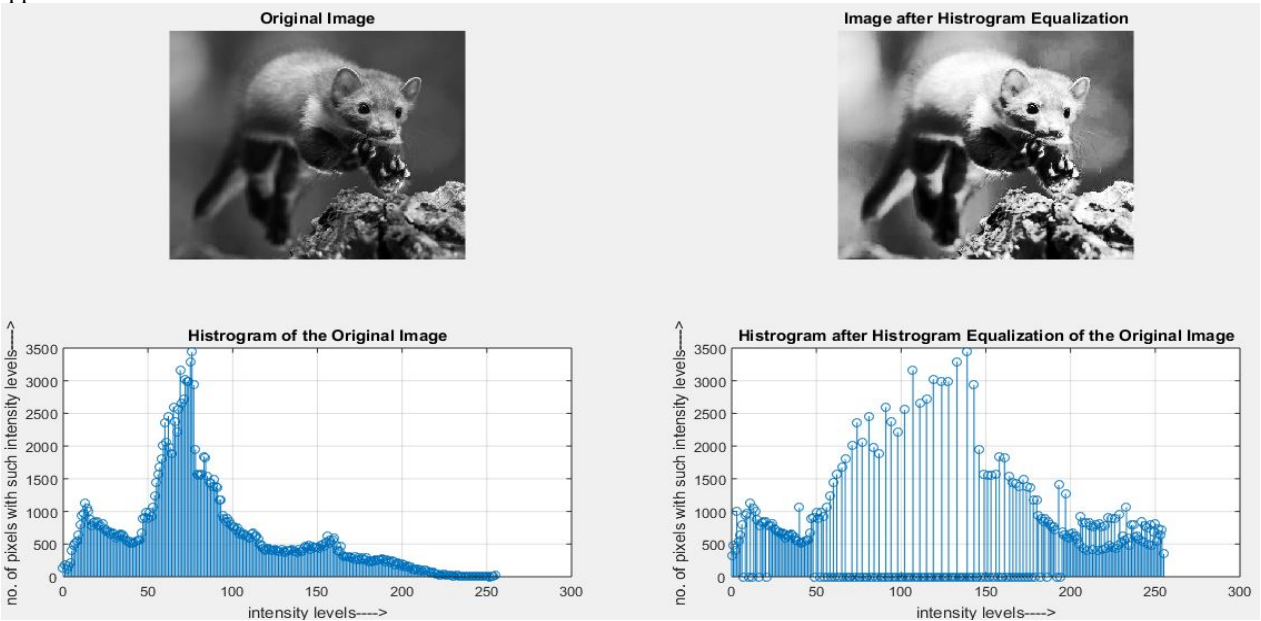 Original Image
Image after Histrogram Equalization
Histrogram of the Original Image
no. of pixels with such intensity levels---->
3500
3000
2500
2000
1500
1000
500
0
0 50 100 150 200 250 300
intensity levels---->
Histrogram after Histrogram Equalization of the Original Image
no. of pixels with such intensity levels---->
3500
3000
2500
2000
1500
1000
500
0
0 50 100 150 200 250 300
intensity levels---->